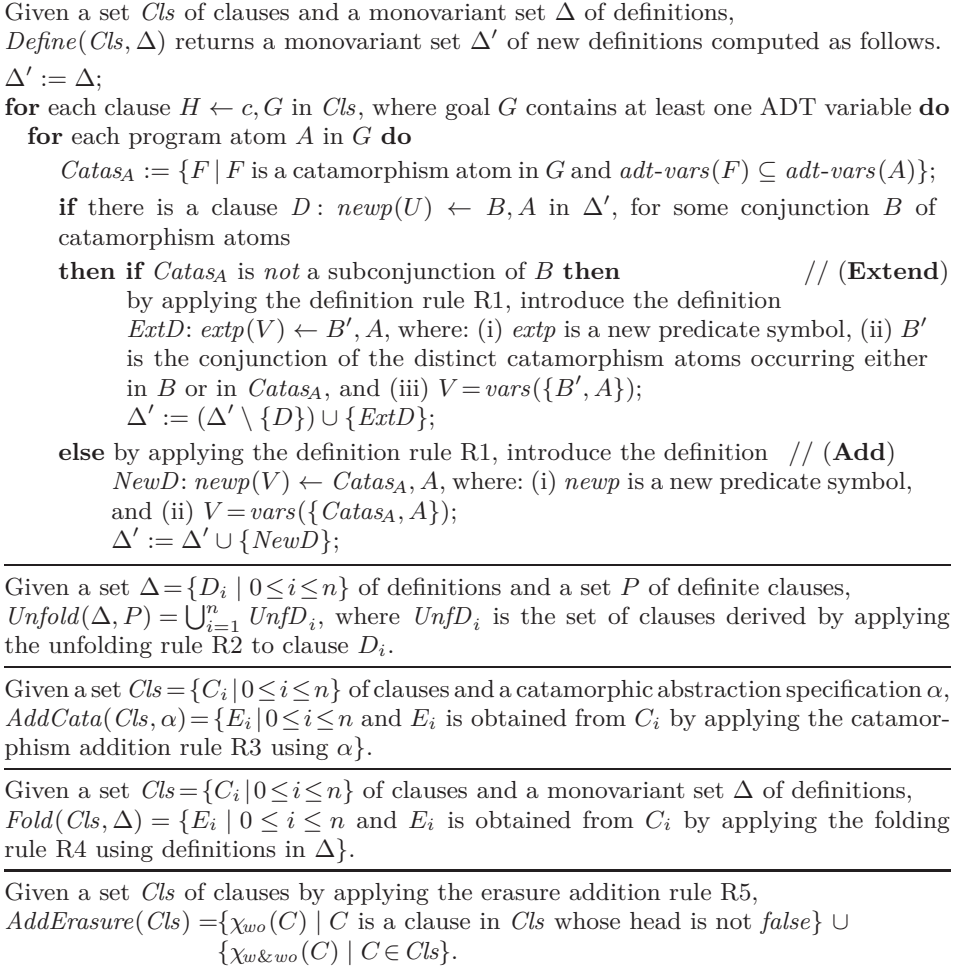 Given a set Cls of clauses and a monovariant set Δ of definitions,
Define(Cls, Δ) returns a monovariant set Δ′ of new definitions computed as follows.
Δ′ := Δ;
for each clause H ← c, G in Cls, where goal G contains at least one ADT variable do
for each program atom A in G do
Catas_A := {F | F is a catamorphism atom in G and adt-vars(F) ⊆ adt-vars(A)};
if there is a clause D: newp(U) ← B, A in Δ′, for some conjunction B of
catamorphism atoms
then if Catas_A is not a subconjunction of B then // (Extend)
by applying the definition rule R1, introduce the definition
ExtD: extp(V) ← B′, A, where: (i) extp is a new predicate symbol, (ii) B′
is the conjunction of the distinct catamorphism atoms occurring either
in B or in Catas_A, and (iii) V = vars({B′, A});
Δ′ := (Δ′ \ {D}) ∪ {ExtD};
else by applying the definition rule R1, introduce the definition // (Add)
NewD: newp(V) ← Catas_A, A, where: (i) newp is a new predicate symbol,
and (ii) V = vars({Catas_A, A});
Δ′ := Δ′ ∪ {NewD};
Given a set Δ = {D_i | 0 ≤ i ≤ n} of definitions and a set P of definite clauses,
Unfold(Δ, P) = ⋃_{i=1}^{n} UnfD_i, where UnfD_i is the set of clauses derived by applying
the unfolding rule R2 to clause D_i.
Given a set Cls = {C_i | 0 ≤ i ≤ n} of clauses and a catamorphic abstraction specification α,
AddCata(Cls, α) = {E_i | 0 ≤ i ≤ n and E_i is obtained from C_i by applying the catamor-
phism addition rule R3 using α}.
Given a set Cls = {C_i | 0 ≤ i ≤ n} of clauses and a monovariant set Δ of definitions,
Fold(Cls, Δ) = {E_i | 0 ≤ i ≤ n and E_i is obtained from C_i by applying the folding
rule R4 using definitions in Δ}.
Given a set Cls of clauses by applying the erasure addition rule R5,
AddErasure(Cls) = {χ_wo(C) | C is a clause in Cls whose head is not false} ∪
{χ_w&wo(C) | C ∈ Cls}.